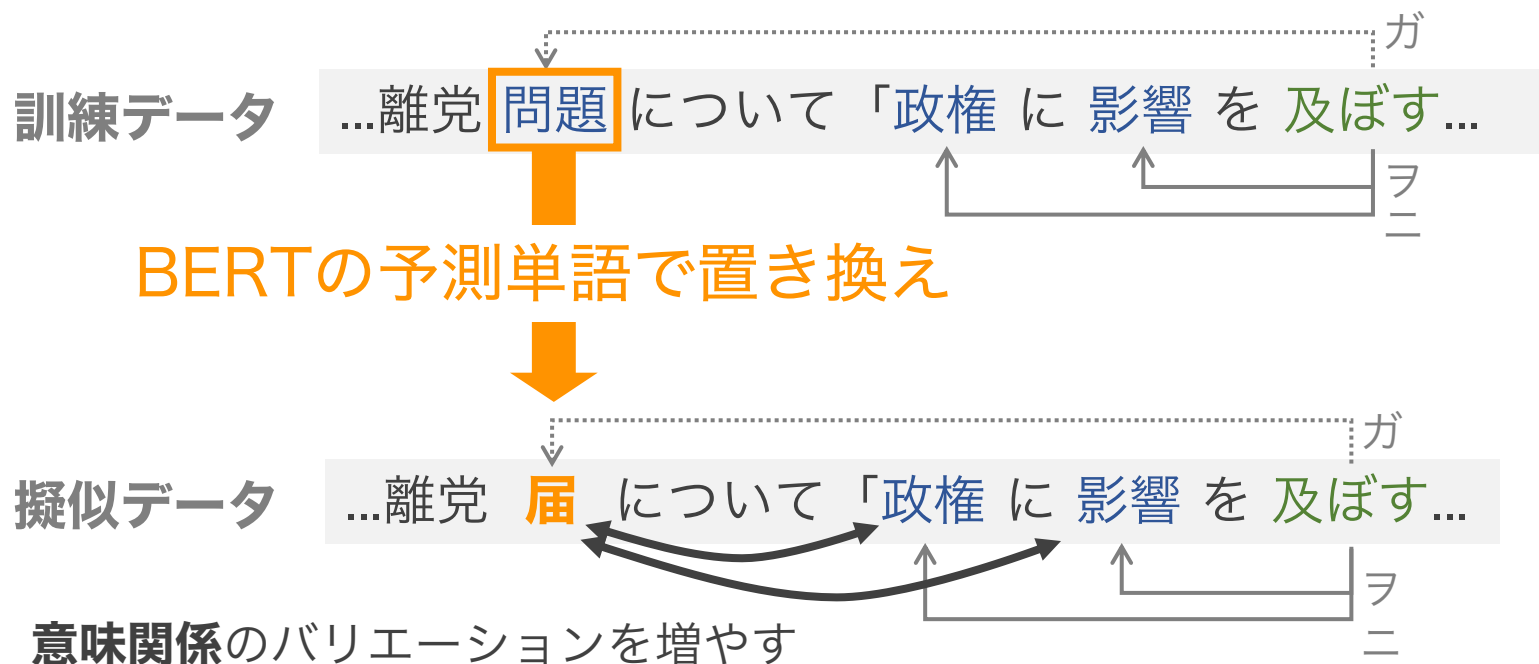 ガ
訓練データ ...離党 問題 について「政権 に 影響 を 及ぼす...
ヲ
ニ
BERTの予測単語で置き換え
ガ
擬似データ ...離党 届 について「政権 に 影響 を 及ぼす...
ヲ
ニ
意味関係のバリエーションを増やす